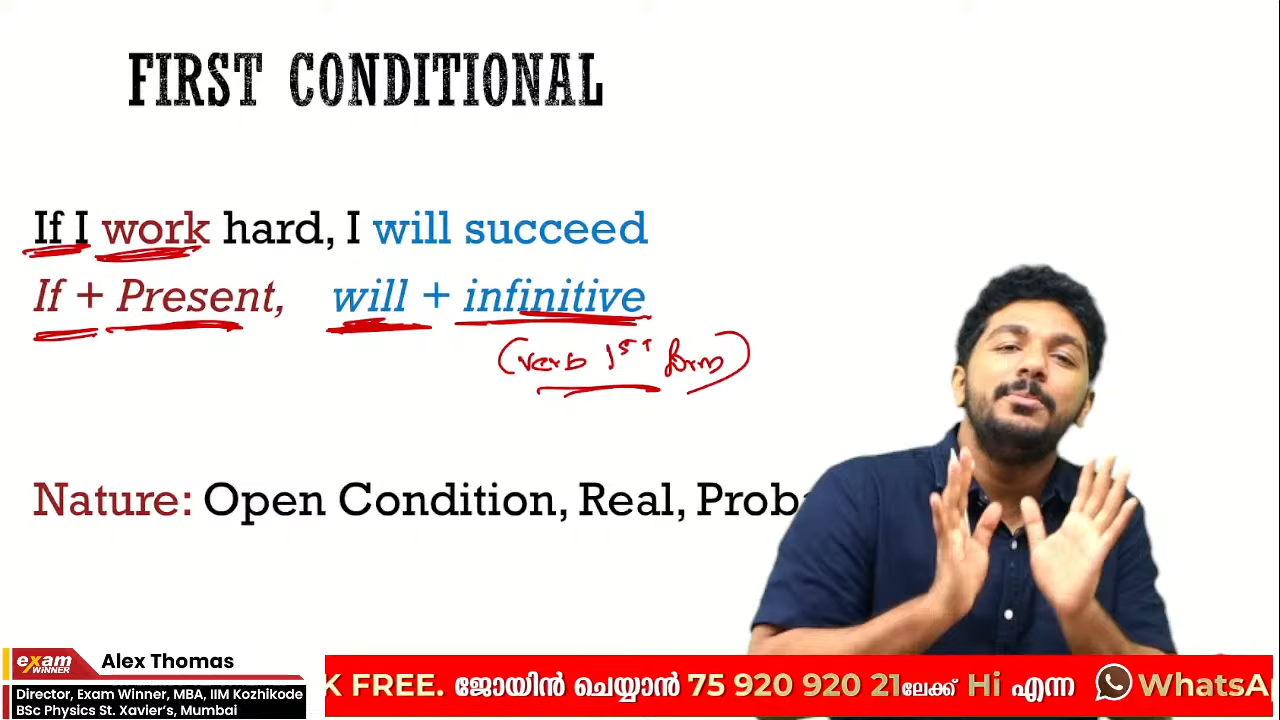 FIRST CONDITIONAL
If I work hard, I will succeed
If + Present, will + infinitive
(verb 1st form)
Nature: Open Condition, Real, Proba
exam
WINNER
Alex Thomas
Director, Exam Winner, MBA, IIM Kozhikode
BSc Physics St. Xavier's, Mumbai
K FREE. ജോയിൻ ചെയ്യാൻ 75 920 920 21ലേക്ക് Hi എന്ന WhatsAp